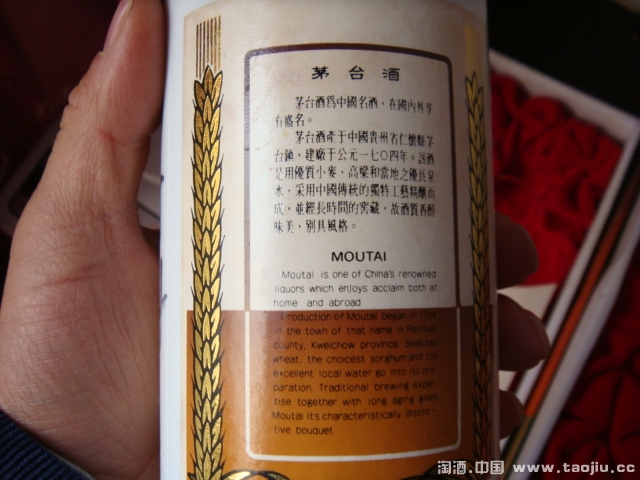 茅台酒
茅台酒爲中國名酒，在國內外享
有盛名。
茅台酒產于中國貴州省仁懷縣茅
台鎮，建廠于公元一七〇四年。該酒
是用優質小麥、高粱和當地之優良泉
水，采用中國傳統的獨特工藝精釀而
成，並經長時間的窖藏，故酒質香醇
味美，別具風格。
MOUTAI
Moutai is one of China's renowned
liquors which enjoys acclaim both at
home and abroad
Production of Moutai began in 1704
in the town of that name in Renhuai
county, Kweichow province. Selected
wheat, the choicest sorghum and the
excellent local water go into its pre-
paration. Traditional brewing exper-
tise together with long aging gives
Moutai its characteristically distinc-
tive bouquet
淘酒.中国 www.taojiu.cc